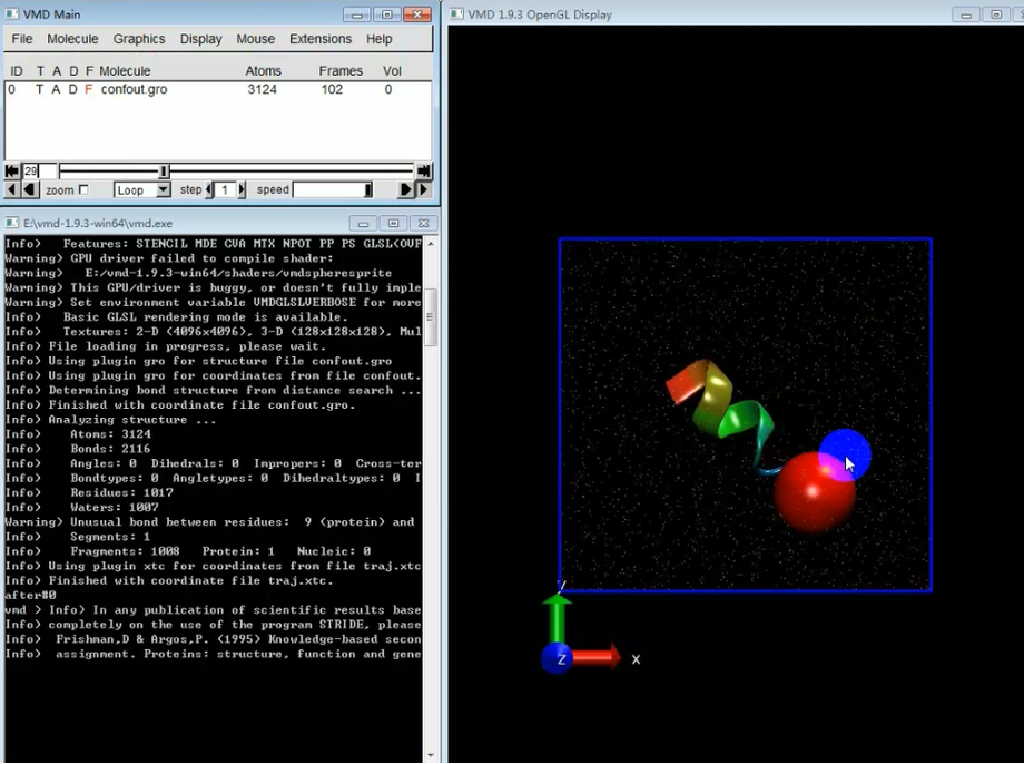 VMD Main
File Molecule Graphics Display Mouse Extensions Help
ID T A D F Molecule Atoms Frames Vol
0 T A D F confout.gro 3124 102 0
29
zoom Loop step 1 speed
E:\vmd-1.9.3-win64\vmd.exe
Info> Features: STENCIL MDE CVA MTX NPOT PP PS GLSL(OVF
Warning> GPU driver failed to compile shader:
Warning> E:/vmd-1.9.3-win64/shaders/vmdspheresprite
Warning> This GPU/driver is buggy, or doesn't fully imple
Warning> Set environment variable VMDGLSLVERBOSE for more
Info> Basic GLSL rendering mode is available.
Info> Textures: 2-D (4096x4096), 3-D (128x128x128), Mul
Info> File loading in progress, please wait.
Info> Using plugin gro for structure file confout.gro
Info> Using plugin gro for coordinates from file confout.
Info> Determining bond structure from distance search ...
Info> Finished with coordinate file confout.gro.
Info> Analyzing structure ...
Info> Atoms: 3124
Info> Bonds: 2116
Info> Angles: 0 Dihedrals: 0 Impropers: 0 Cross-ter
Info> Bondtypes: 0 Angletypes: 0 Dihedraltypes: 0 I
Info> Residues: 1017
Info> Waters: 1007
Warning> Unusual bond between residues: 9 (protein) and
Info> Segments: 1
Info> Fragments: 1008 Protein: 1 Nucleic: 0
Info> Using plugin xtc for coordinates from file traj.xtc
Info> Finished with coordinate file traj.xtc.
after#0
vmd > Info> In any publication of scientific results base
Info> completely on the use of the program STRIDE, please
Info> Frishman,D & Argos,P. (1995) Knowledge-based secon
Info> assignment. Proteins: structure, function and gene
VMD 1.9.3 OpenGL Display
Y
Z X